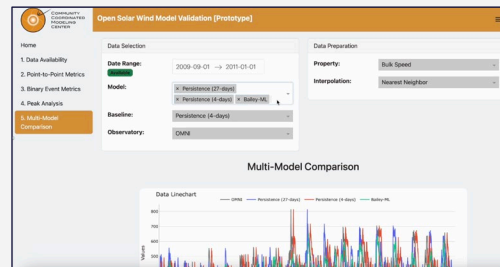 COMMUNITY
COORDINATED
MODELING
CENTER
Open Solar Wind Model Validation [Prototype]
Home
1. Data Availability
2. Point-to-Point Metrics
3. Binary Event Metrics
4. Peak Analysis
5. Multi-Model
Comparison
Data Selection
Date Range:
2009-09-01 → 2011-01-01
Available
Model:
× Persistence (27-days)
× Persistence (4-days) × Bailey-ML
Baseline:
Persistence (4-days)
Observatory:
OMNI
Data Preparation
Property:
Bulk Speed
Interpolation:
Nearest Neighbor
Multi-Model Comparison
Data Linechart
OMNI Persistence (27-days) Persistence (4-days) Bailey-ML
800
700
600
500
Values